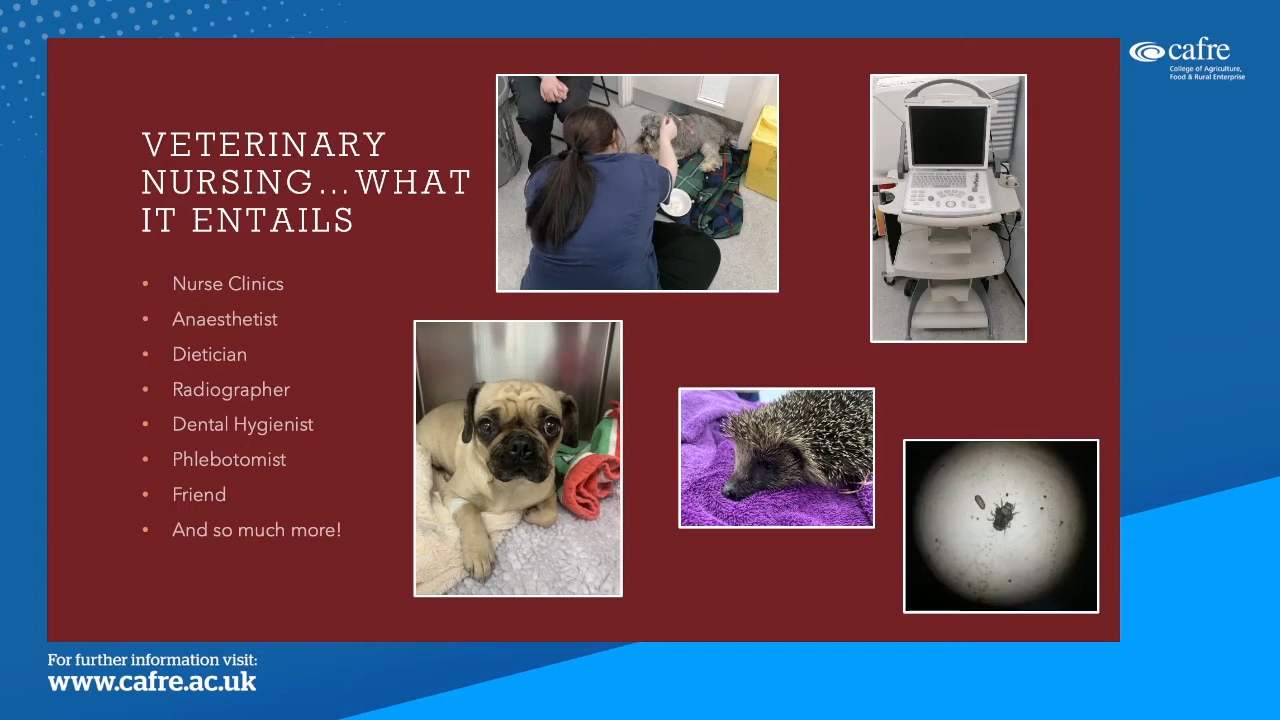 cafre
College of Agriculture,
Food & Rural Enterprise
VETERINARY
NURSING...WHAT
IT ENTAILS
• Nurse Clinics
• Anaesthetist
• Dietician
• Radiographer
• Dental Hygienist
• Phlebotomist
• Friend
• And so much more!
For further information visit:
www.cafre.ac.uk